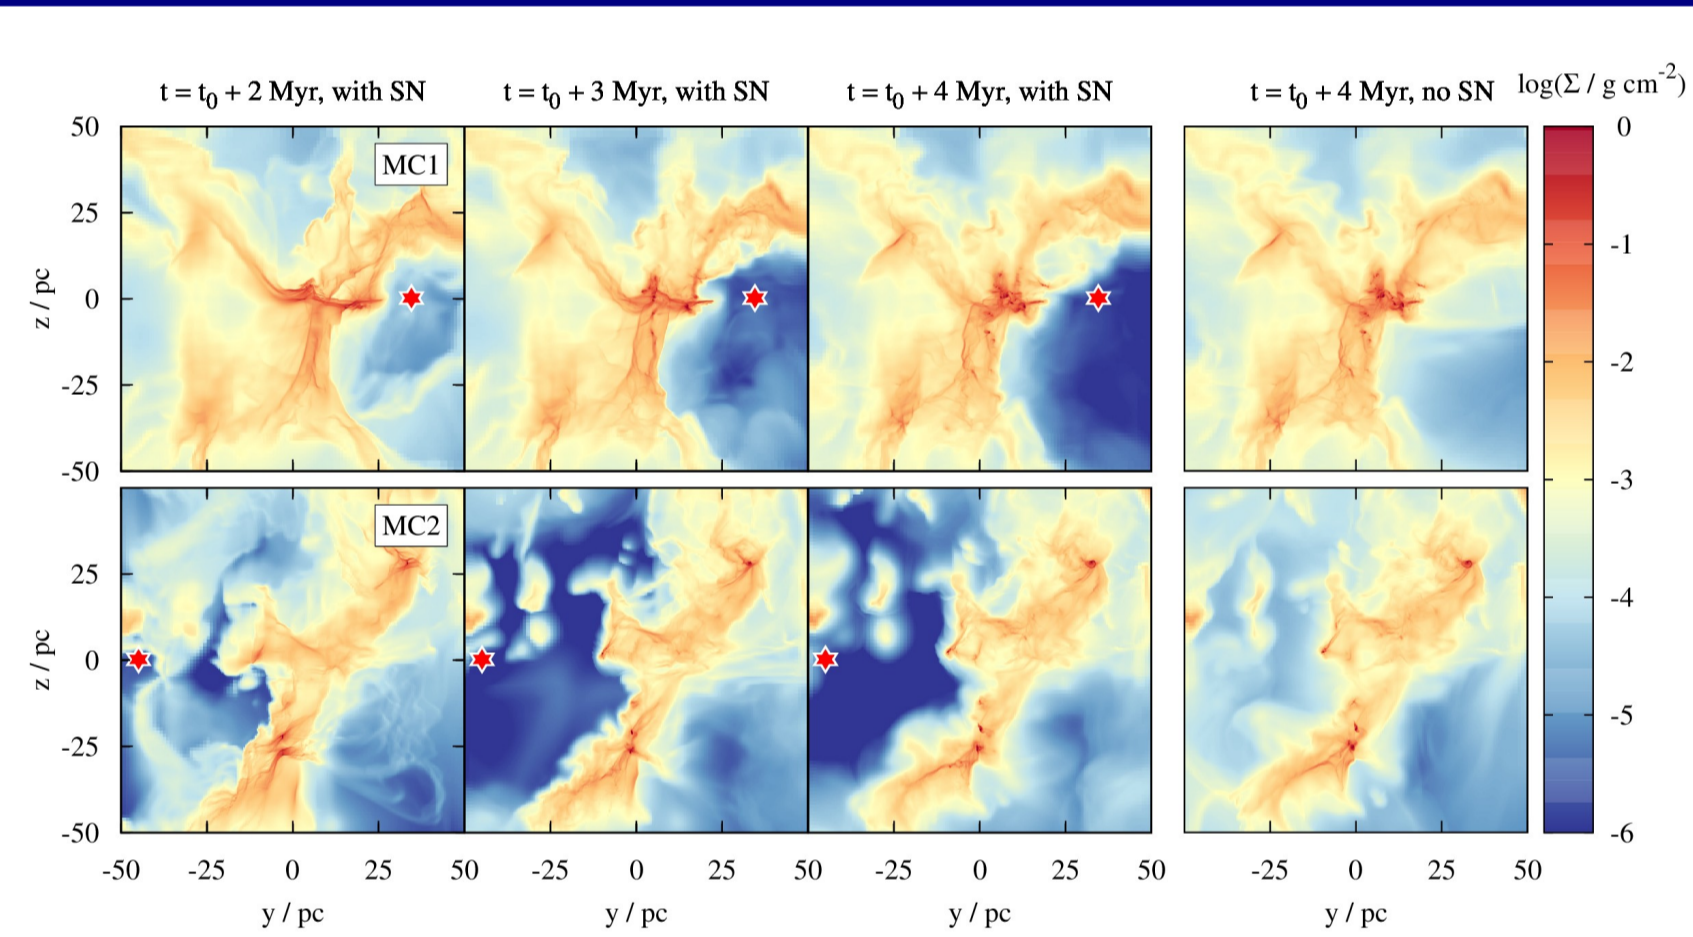 t = t0 + 2 Myr, with SN
t = t0 + 3 Myr, with SN
t = t0 + 4 Myr, with SN
t = t0 + 4 Myr, no SN
log(Σ / g cm-2)
50
25
0
-25
-50
z / pc
MC1
0
-1
-2
-3
-4
-5
-6
25
0
-25
-50
z / pc
MC2
-50 -25 0 25 50 -25 0 25 50 -25 0 25 50 -25 0 25 50
y / pc
y / pc
y / pc
y / pc